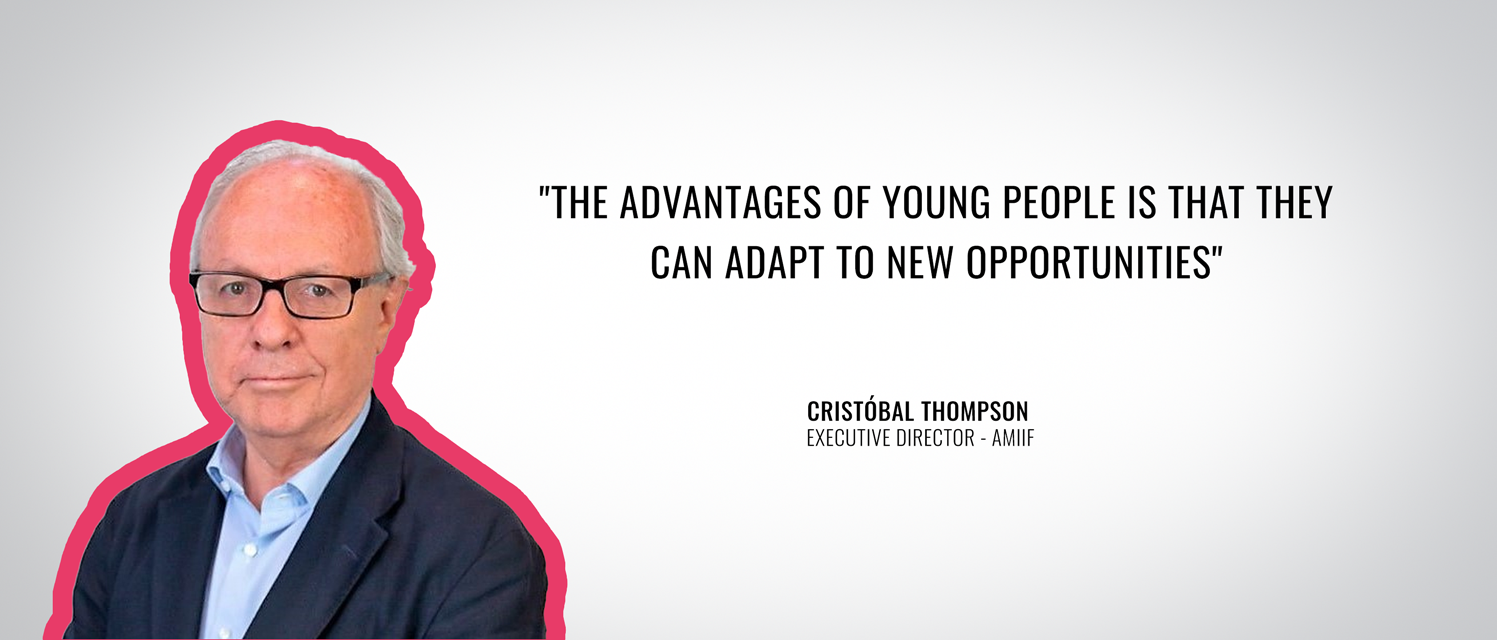 "THE ADVANTAGES OF YOUNG PEOPLE IS THAT THEY
CAN ADAPT TO NEW OPPORTUNITIES"
CRISTÓBAL THOMPSON
EXECUTIVE DIRECTOR - AMIIF